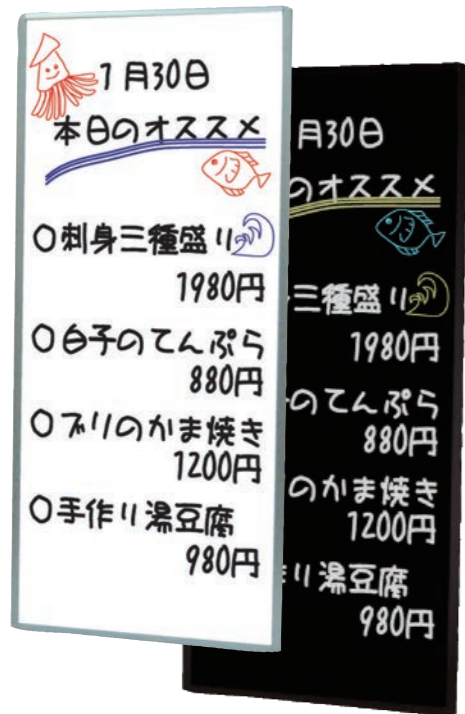 1月30日
本日のオススメ
○刺身三種盛り
1980円
○白子のてんぷら
880円
○ブリのかま焼き
1200円
○手作り湯豆腐
980円
月30日
のオススメ
三種盛り
1980円
のてんぷら
880円
のかま焼き
1200円
り湯豆腐
980円